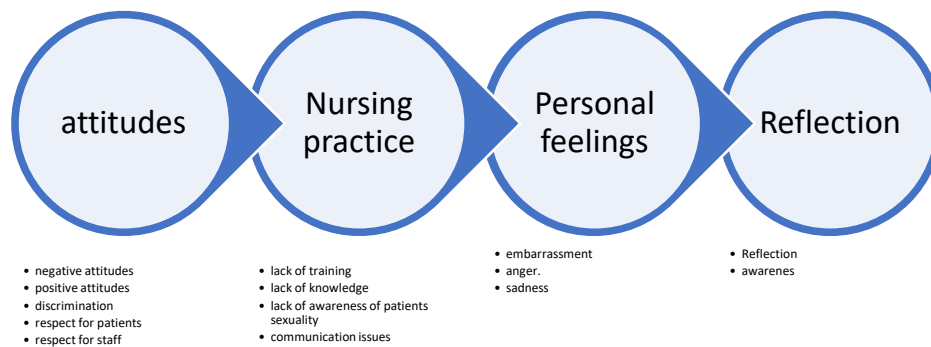 attitudes
Nursing
practice
Personal
feelings
Reflection
• negative attitudes
• positive attitudes
• discrimination
• respect for patients
• respect for staff
• lack of training
• lack of knowledge
• lack of awareness of patients
sexuality
• communication issues
• embarrassment
• anger.
• sadness
• Reflection
• awarenes